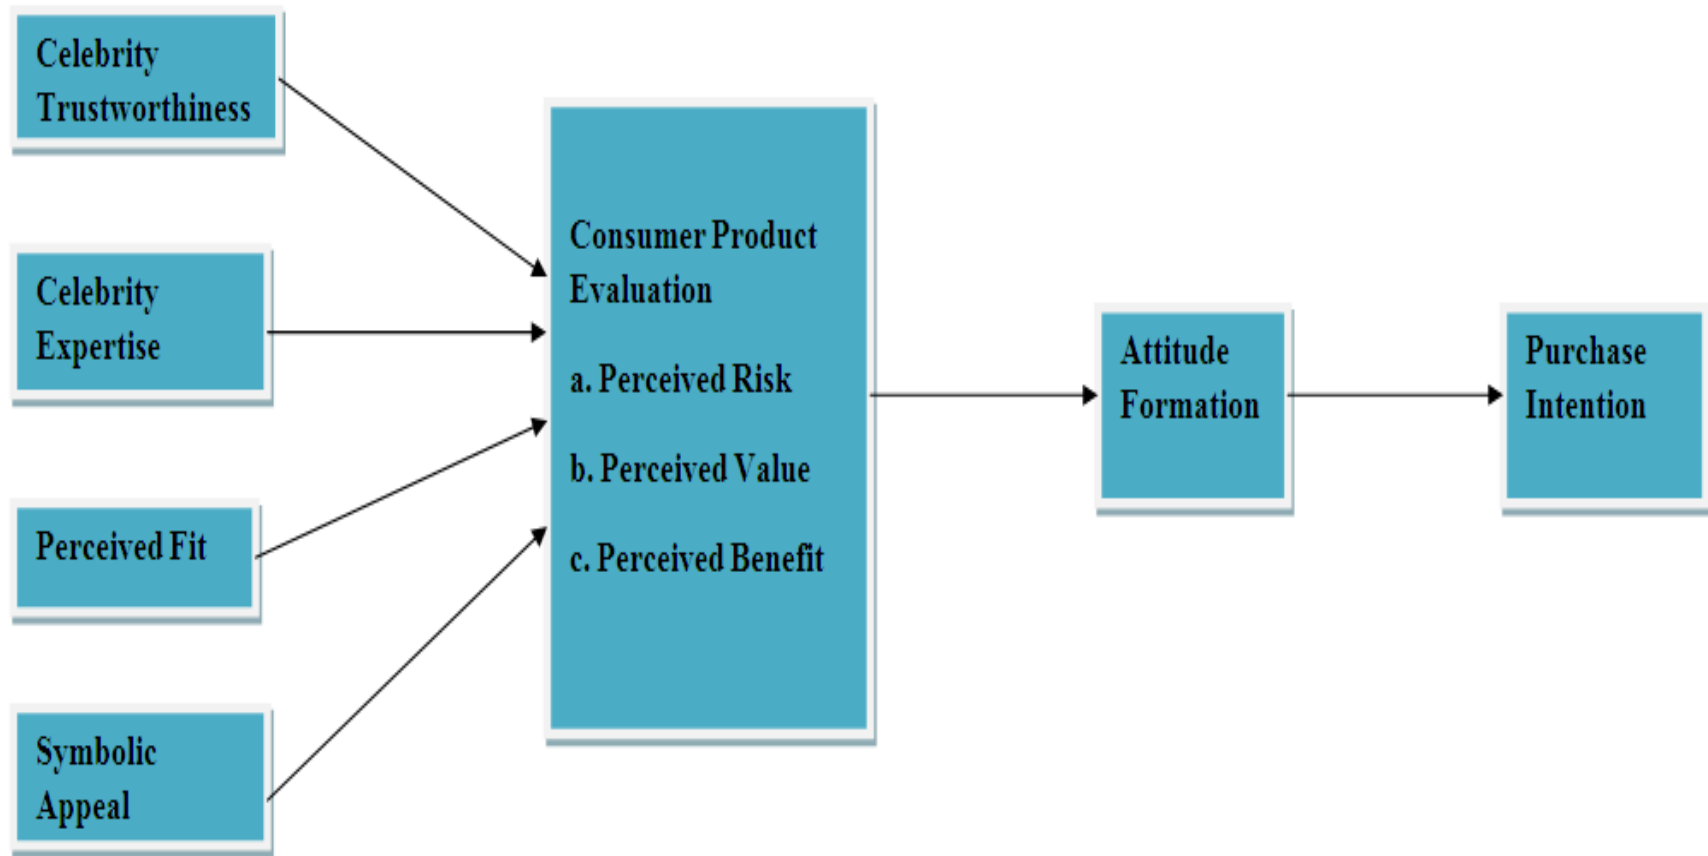 Celebrity
Trustworthiness
Celebrity
Expertise
Perceived Fit
Symbolic
Appeal
Consumer Product
Evaluation
a. Perceived Risk
b. Perceived Value
c. Perceived Benefit
Attitude
Formation
Purchase
Intention